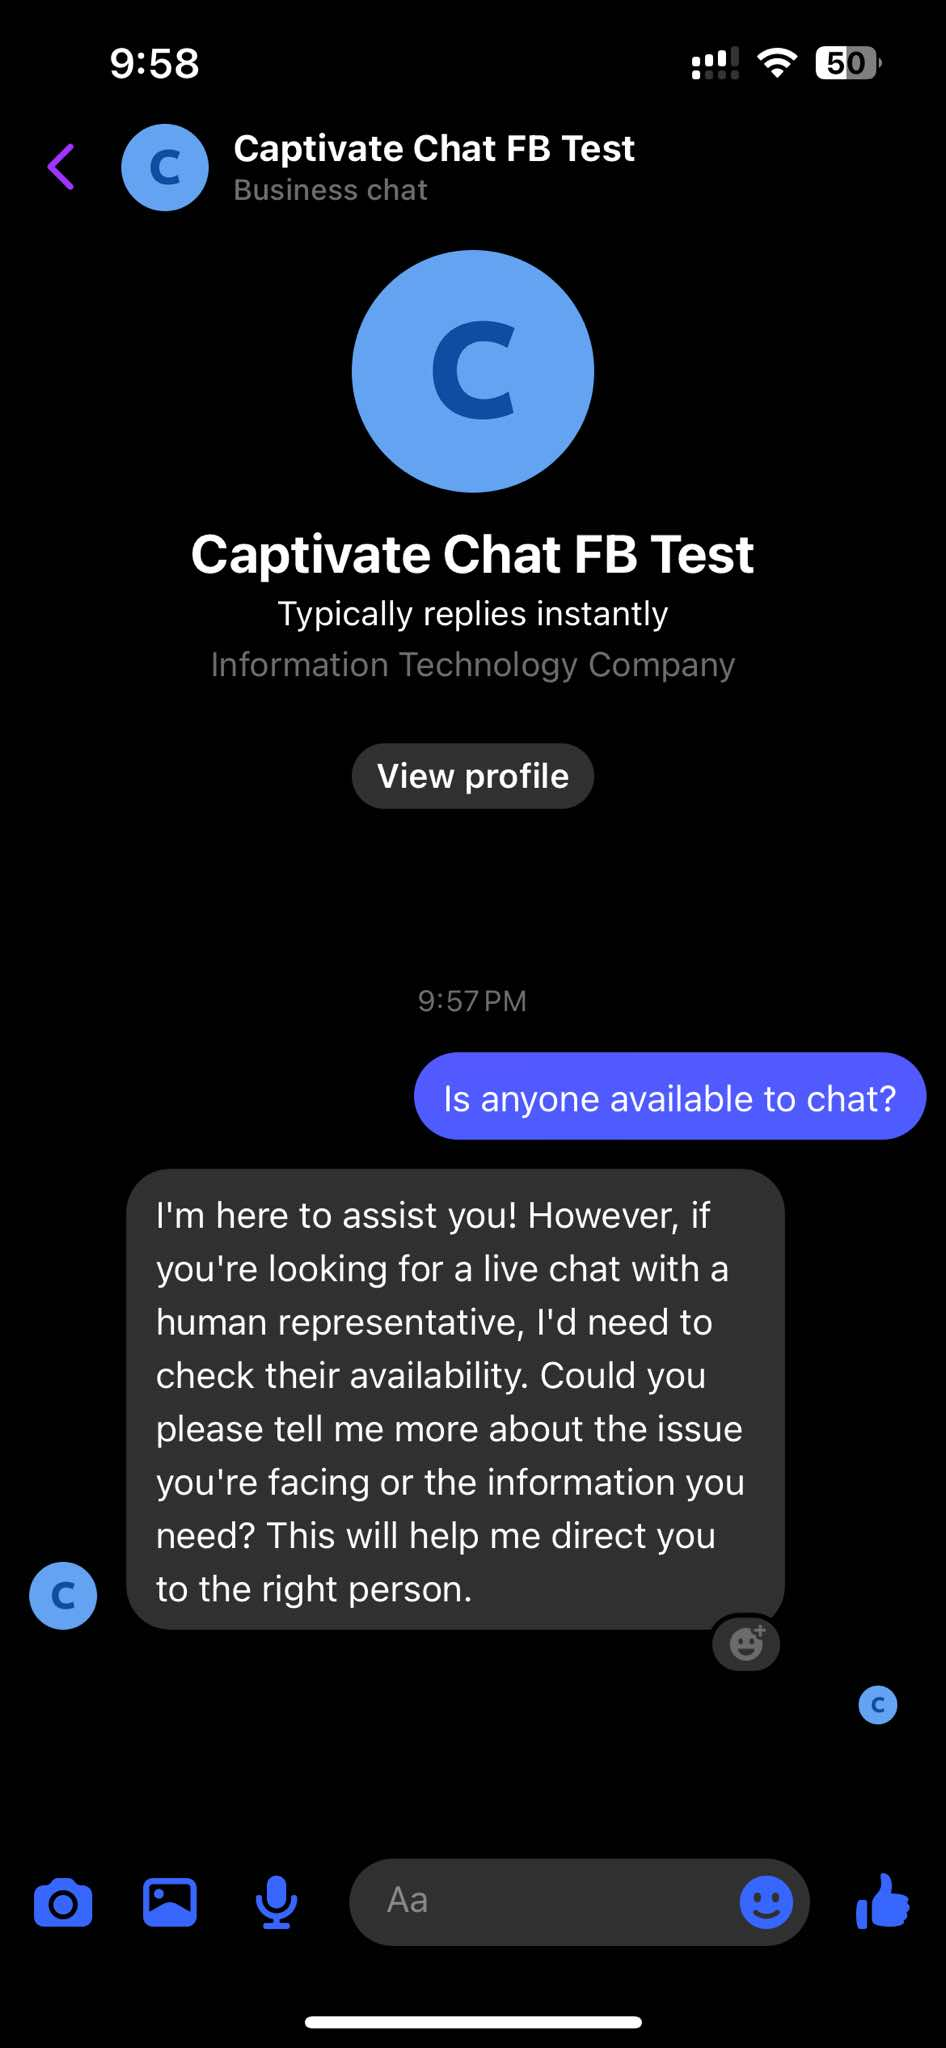 9:58
50
C
Captivate Chat FB Test
Business chat
C
Captivate Chat FB Test
Typically replies instantly
Information Technology Company
View profile
9:57 PM
Is anyone available to chat?
I'm here to assist you! However, if
you're looking for a live chat with a
human representative, I'd need to
check their availability. Could you
please tell me more about the issue
you're facing or the information you
need? This will help me direct you
to the right person.
C
C
Aa